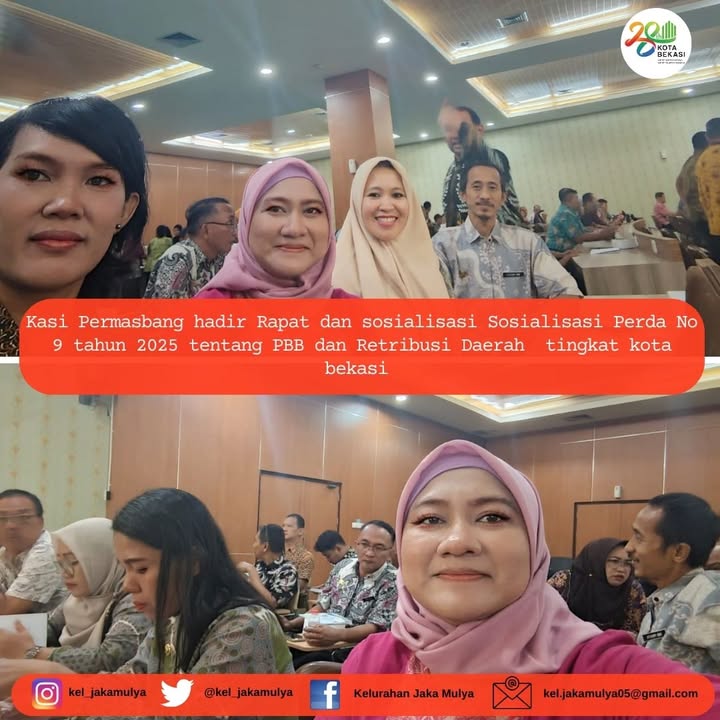 28
KOTA
BEKASI
Kasi Permasbang hadir Rapat dan sosialisasi Sosialisasi Perda No
9 tahun 2025 tentang PBB dan Retribusi Daerah tingkat kota
bekasi
kel_jakamulya
@kel_jakamulya
Kelurahan Jaka Mulya
kel.jakamulya05@gmail.com